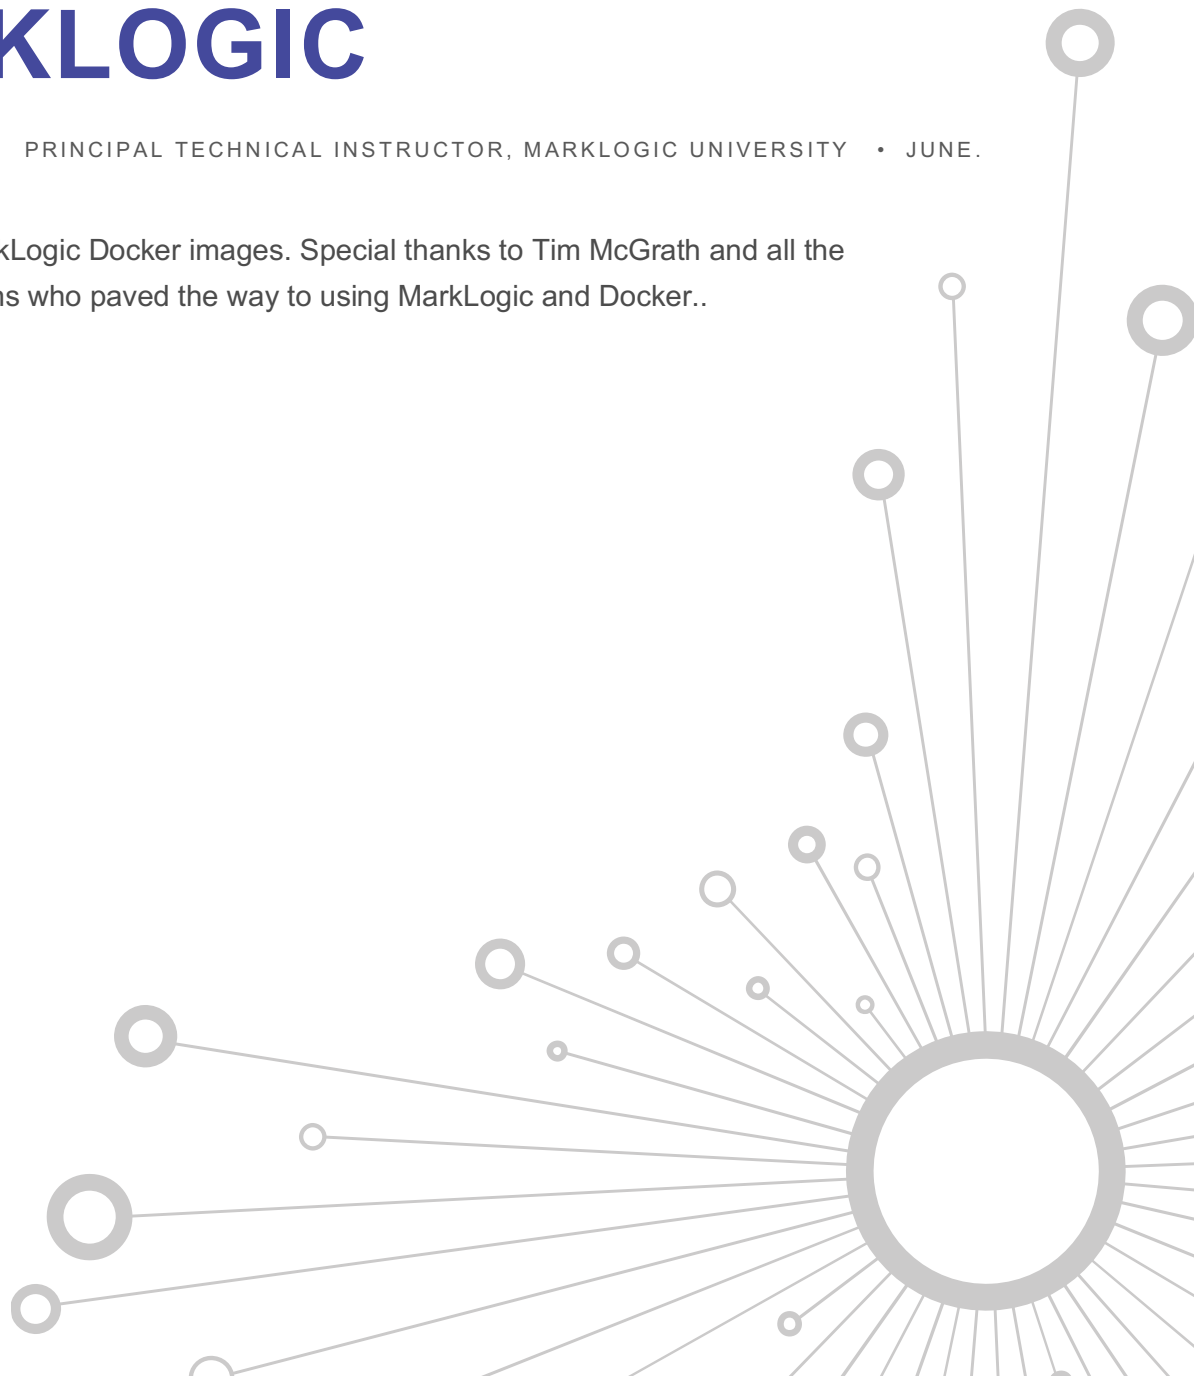 KLOGIC
PRINCIPAL TECHNICAL INSTRUCTOR, MARKLOGIC UNIVERSITY • JUNE.
kLogic Docker images. Special thanks to Tim McGrath and all the
ns who paved the way to using MarkLogic and Docker..